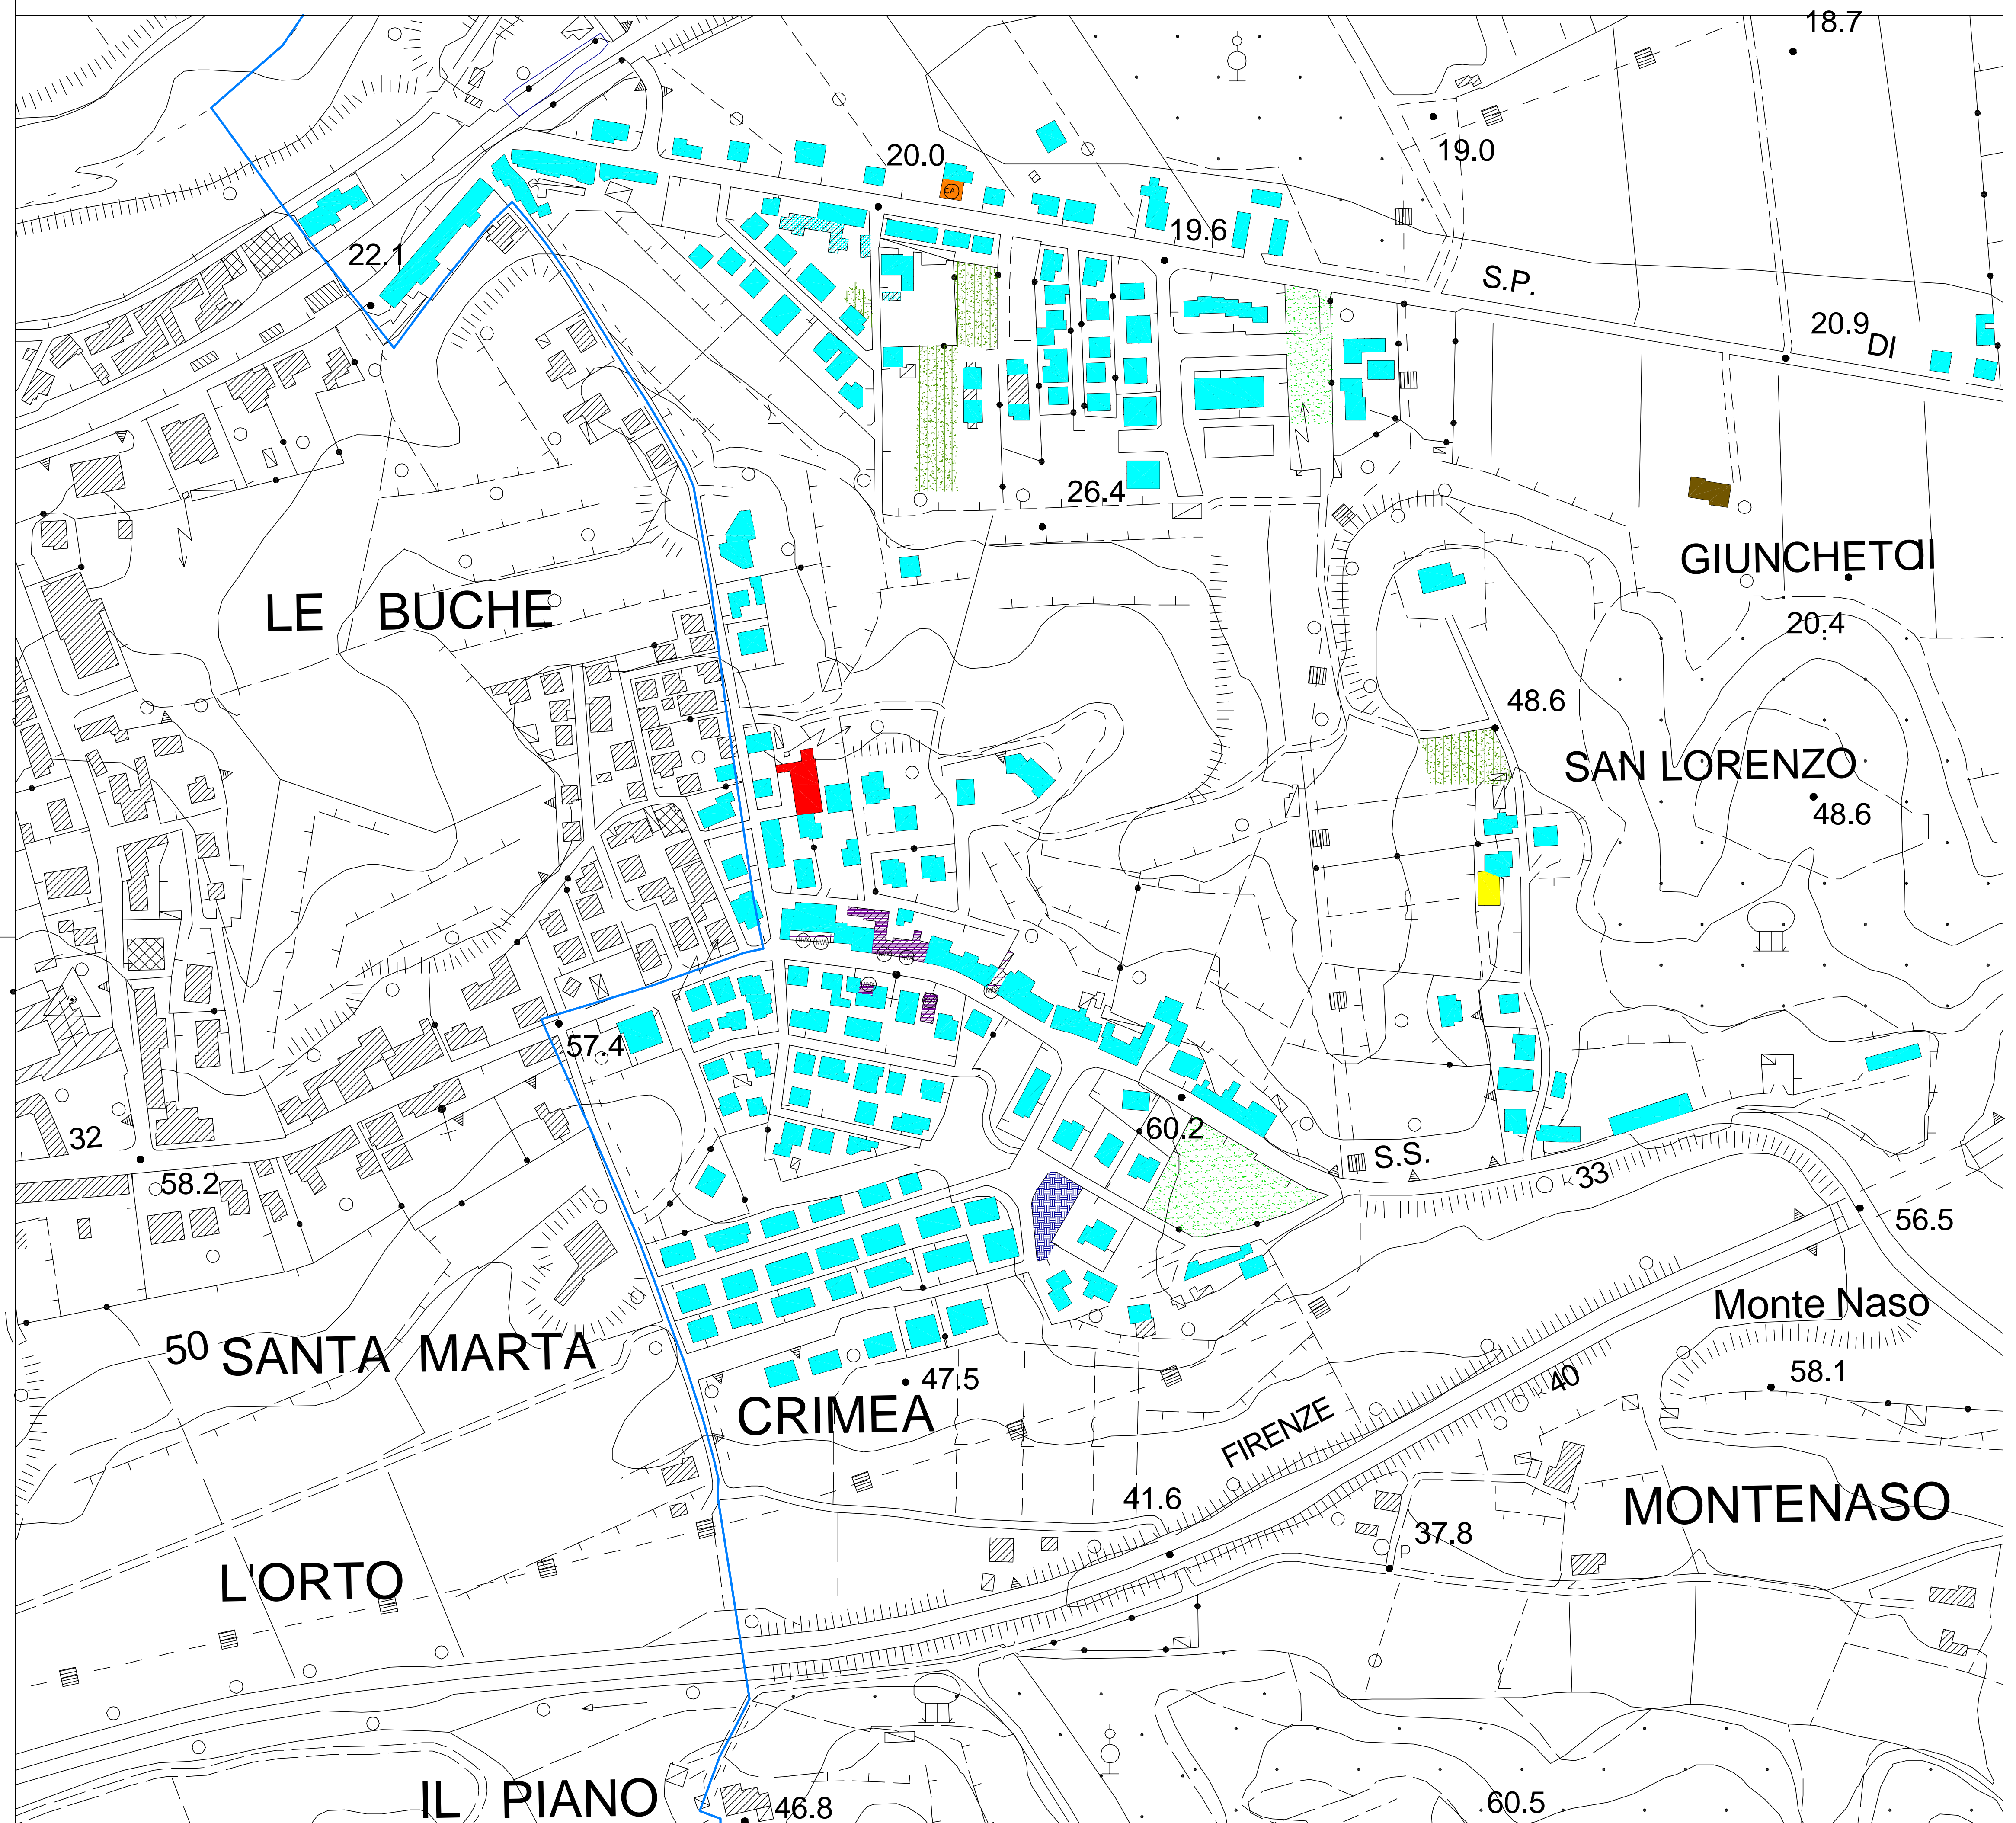 18.7
19.0
20.0
CA
19.6
22.1
S.P.
20.9
DI
26.4
GIUNCHETO
20.4
LE BUCHE
48.6
SAN LORENZO
48.6
57.4
60.2
32
58.2
S.S.
33
56.5
Monte Naso
50
SANTA MARTA
58.1
47.5
40
CRIMEA
FIRENZE
41.6
MONTENASO
37.8
p
L'ORTO
IL PIANO
46.8
60.5